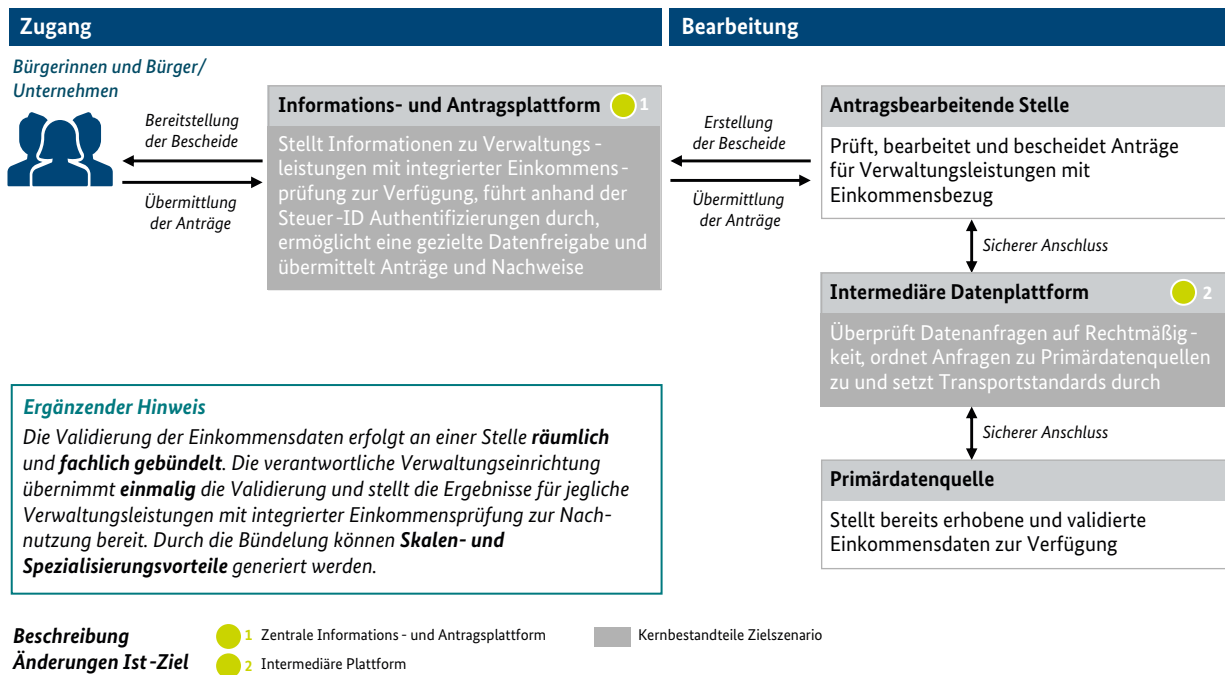 Zugang
Bürgerinnen und Bürger/
Unternehmen
Bereitstellung
der Bescheide
Übermittlung
der Anträge
Informations- und Antragsplattform 1
Stellt Informationen zu Verwaltungs-
leistungen mit integrierter Einkommens-
prüfung zur Verfügung, führt anhand der
Steuer-ID Authentifizierungen durch,
ermöglicht eine gezielte Datenfreigabe und
übermittelt Anträge und Nachweise
Bearbeitung
Erstellung
der Bescheide
Übermittlung
der Anträge
Antragsbearbeitende Stelle
Prüft, bearbeitet und bescheidet Anträge
für Verwaltungsleistungen mit
Einkommensbezug
Sicherer Anschluss
Intermediäre Datenplattform 2
Überprüft Datenanfragen auf Rechtmäßig-
keit, ordnet Anfragen zu Primärdatenquellen
zu und setzt Transportstandards durch
Sicherer Anschluss
Primärdatenquelle
Stellt bereits erhobene und validierte
Einkommensdaten zur Verfügung
Ergänzender Hinweis
Die Validierung der Einkommensdaten erfolgt an einer Stelle räumlich
und fachlich gebündelt. Die verantwortliche Verwaltungseinrichtung
übernimmt einmalig die Validierung und stellt die Ergebnisse für jegliche
Verwaltungsleistungen mit integrierter Einkommensprüfung zur Nach-
nutzung bereit. Durch die Bündelung können Skalen- und
Spezialisierungsvorteile generiert werden.
Beschreibung
Änderungen Ist-Ziel
1 Zentrale Informations- und Antragsplattform
2 Intermediäre Plattform
Kernbestandteile Zielszenario